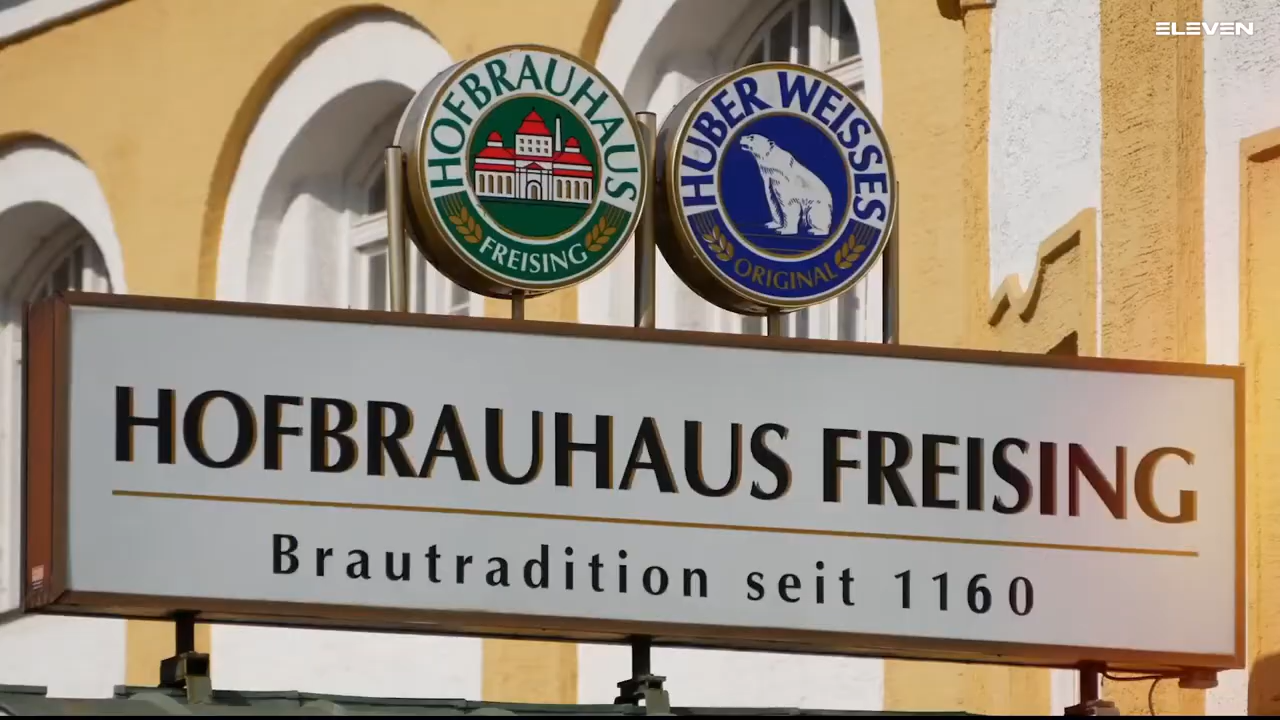 ELEVEN
HOFBRAUHAUS
FREISING
HUBER WEISSES
ORIGINAL
HOFBRAUHAUS FREISING
Brautradition seit 1160